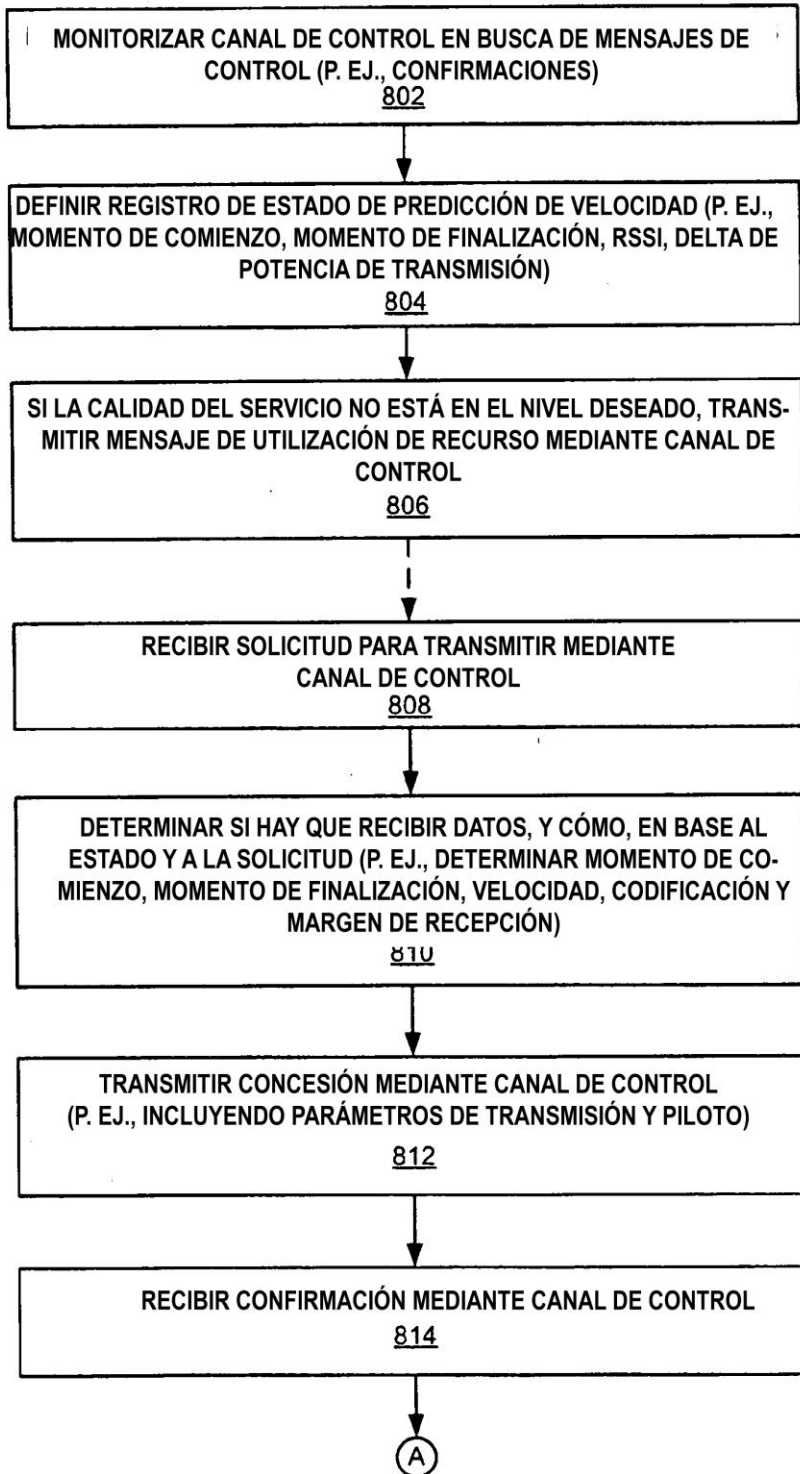 MONITORIZAR CANAL DE CONTROL EN BUSCA DE MENSAJES DE
CONTROL (P. EJ., CONFIRMACIONES)
802
DEFINIR REGISTRO DE ESTADO DE PREDICCIÓN DE VELOCIDAD (P. EJ.,
MOMENTO DE COMIENZO, MOMENTO DE FINALIZACIÓN, RSSI, DELTA DE
POTENCIA DE TRANSMISIÓN)
804
SI LA CALIDAD DEL SERVICIO NO ESTÁ EN EL NIVEL DESEADO, TRANS-
MITIR MENSAJE DE UTILIZACIÓN DE RECURSO MEDIANTE CANAL DE
CONTROL
806
RECIBIR SOLICITUD PARA TRANSMITIR MEDIANTE
CANAL DE CONTROL
808
DETERMINAR SI HAY QUE RECIBIR DATOS, Y CÓMO, EN BASE AL
ESTADO Y A LA SOLICITUD (P. EJ., DETERMINAR MOMENTO DE CO-
MIENZO, MOMENTO DE FINALIZACIÓN, VELOCIDAD, CODIFICACIÓN Y
MARGEN DE RECEPCIÓN)
810
TRANSMITIR CONCESIÓN MEDIANTE CANAL DE CONTROL
(P. EJ., INCLUYENDO PARÁMETROS DE TRANSMISIÓN Y PILOTO)
812
RECIBIR CONFIRMACIÓN MEDIANTE CANAL DE CONTROL
814
A